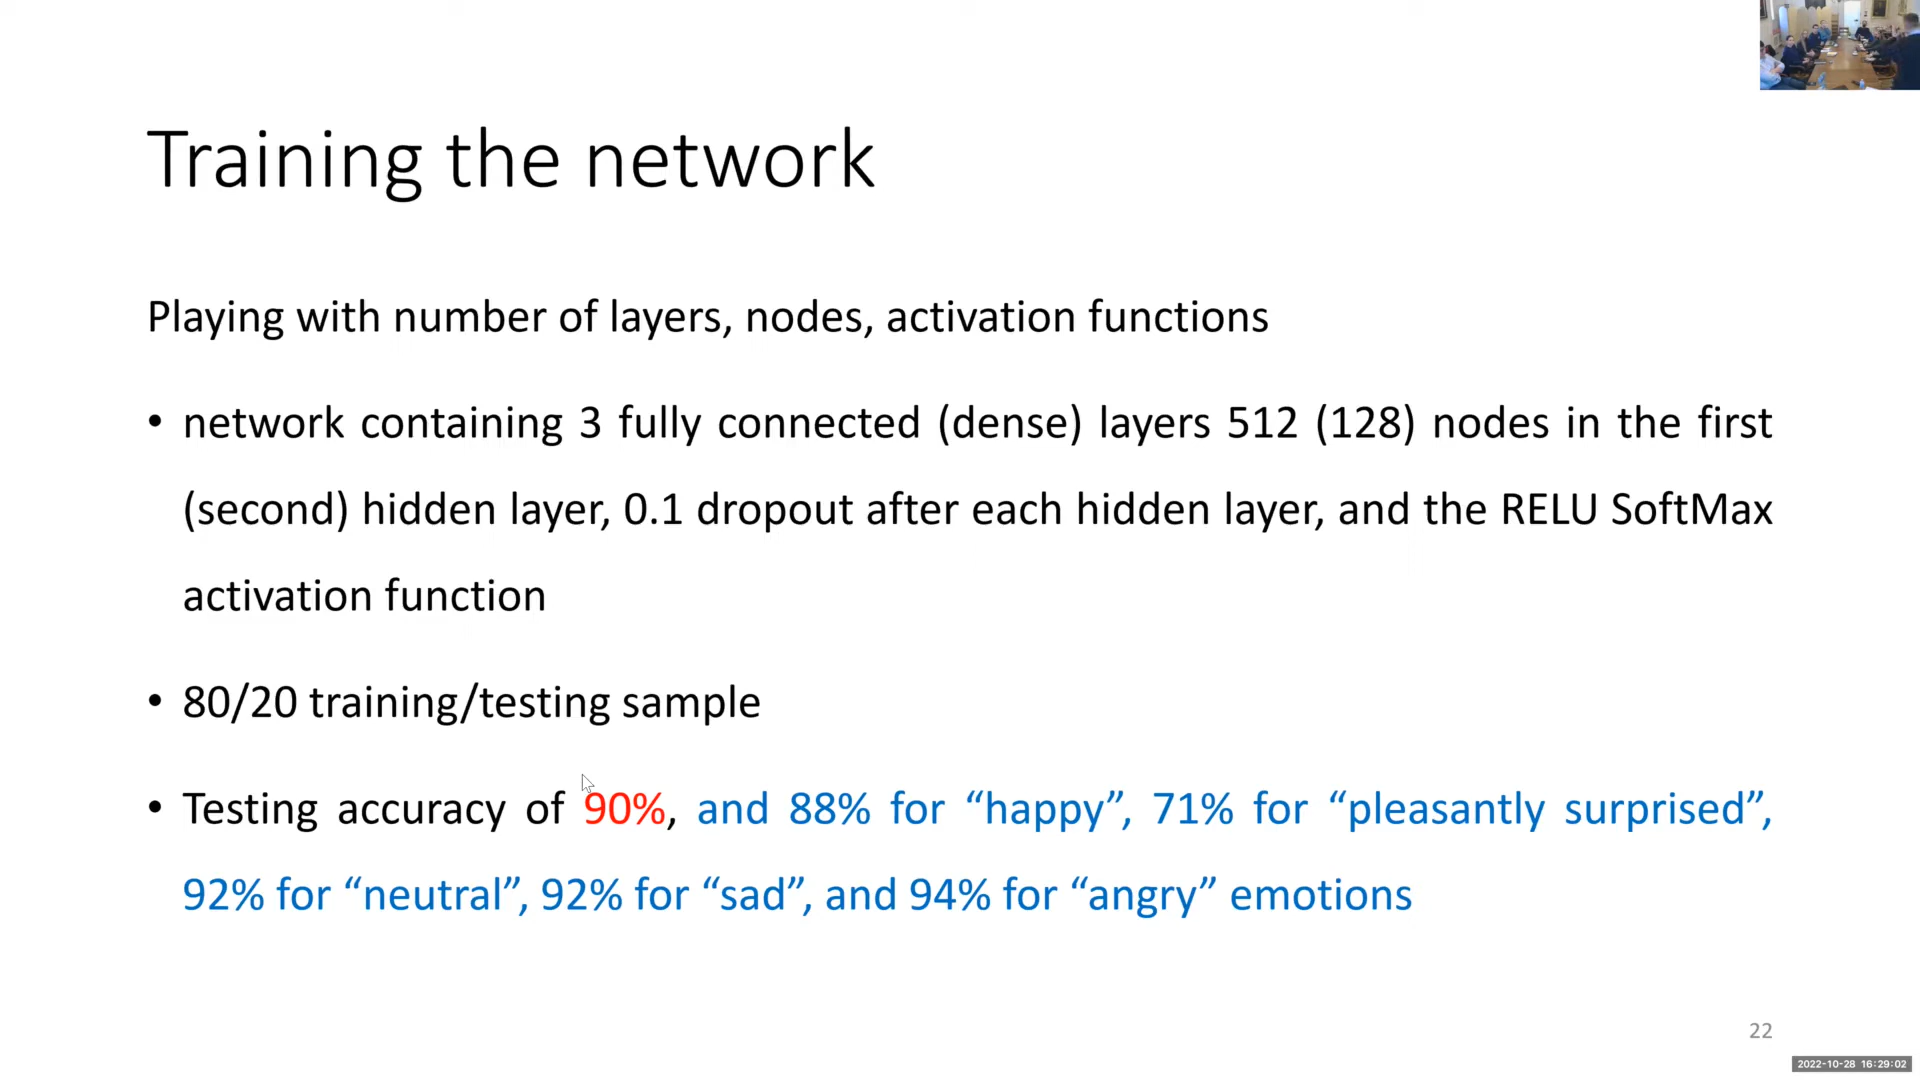 Training the network
Playing with number of layers, nodes, activation functions
• network containing 3 fully connected (dense) layers 512 (128) nodes in the first
(second) hidden layer, 0.1 dropout after each hidden layer, and the RELU SoftMax
activation function
• 80/20 training/testing sample
• Testing accuracy of 90%, and 88% for “happy”, 71% for “pleasantly surprised”,
92% for “neutral”, 92% for “sad”, and 94% for “angry” emotions
22
2022-10-28 16:29:02